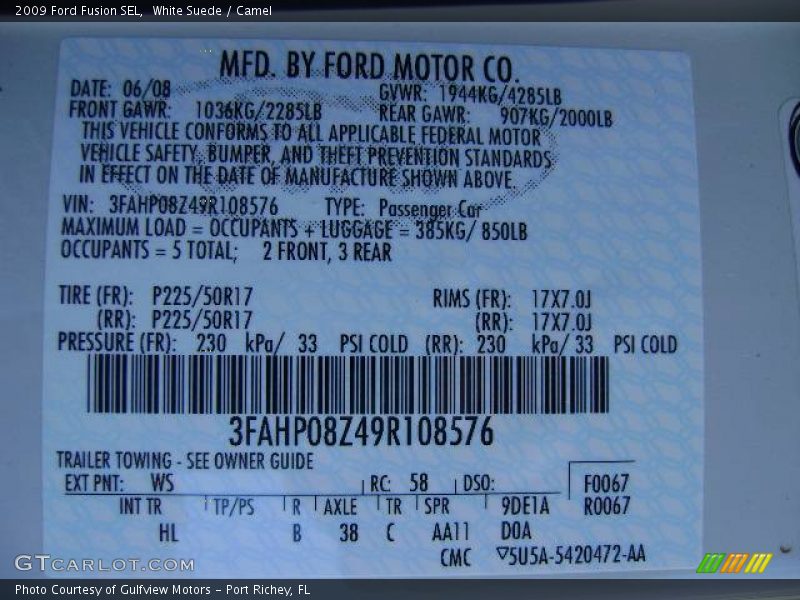 2009 Ford Fusion SEL, White Suede / Camel
MFD. BY FORD MOTOR CO.
DATE: 06/08 GVWR: 1944KG/4285LB
FRONT GAWR: 1036KG/2285LB REAR GAWR: 907KG/2000LB
THIS VEHICLE CONFORMS TO ALL APPLICABLE FEDERAL MOTOR
VEHICLE SAFETY, BUMPER, AND THEFT PREVENTION STANDARDS
IN EFFECT ON THE DATE OF MANUFACTURE SHOWN ABOVE.
VIN: 3FAHP08Z49R108576 TYPE: Passenger Car
MAXIMUM LOAD = OCCUPANTS + LUGGAGE = 385KG/ 850LB
OCCUPANTS = 5 TOTAL; 2 FRONT, 3 REAR
TIRE (FR): P225/50R17 RIMS (FR): 17X7.0J
(RR): P225/50R17 (RR): 17X7.0J
PRESSURE (FR): 230 kPa/ 33 PSI COLD (RR): 230 kPa/ 33 PSI COLD
3FAHP08Z49R108576
TRAILER TOWING - SEE OWNER GUIDE
EXT PNT: WS RC: 58 DSO: F0067
INT TR TP/PS R AXLE TR SPR 9DE1A R0067
HL B 38 C AA11 D0A
CMC ▽5U5A-5420472-AA
GTCARLOT.COM
Photo Courtesy of Gulfview Motors - Port Richey, FL